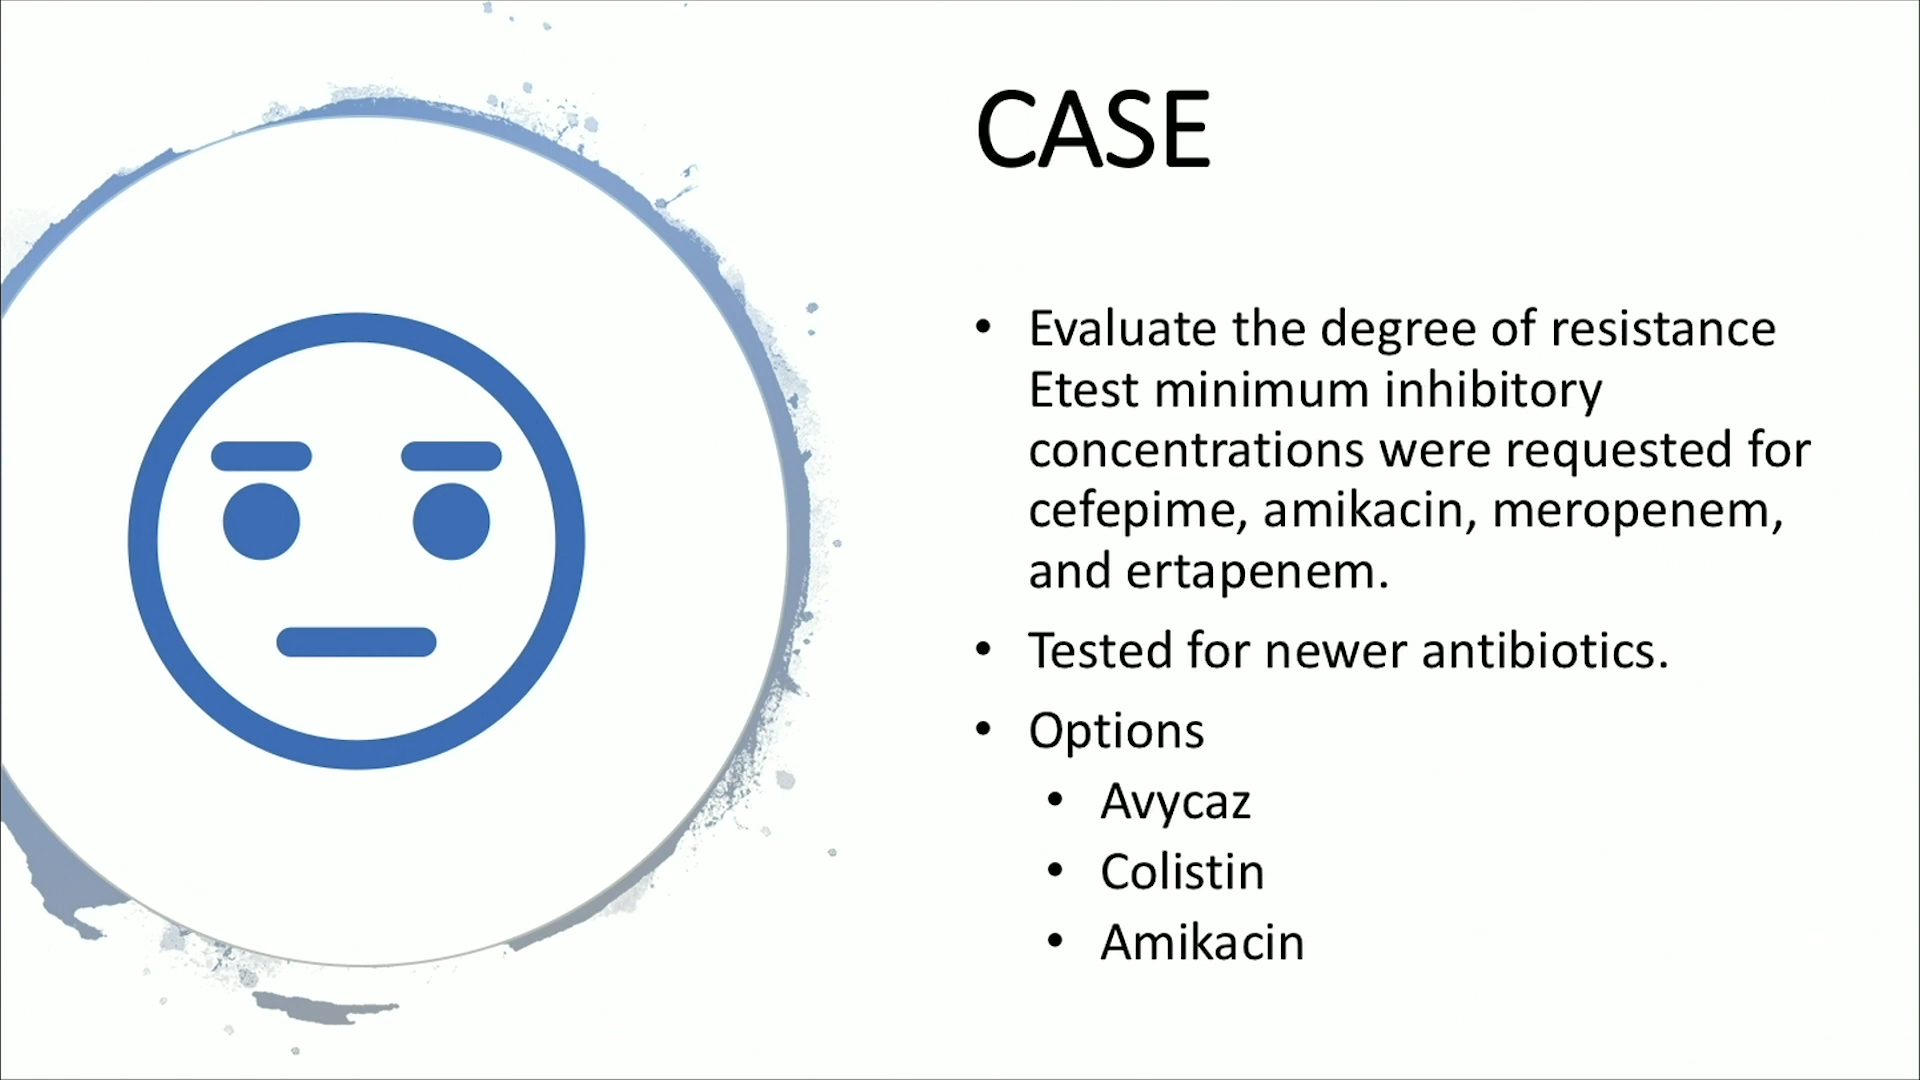 CASE
• Evaluate the degree of resistance
Etest minimum inhibitory
concentrations were requested for
cefepime, amikacin, meropenem,
and ertapenem.
• Tested for newer antibiotics.
• Options
• Avycaz
• Colistin
• Amikacin